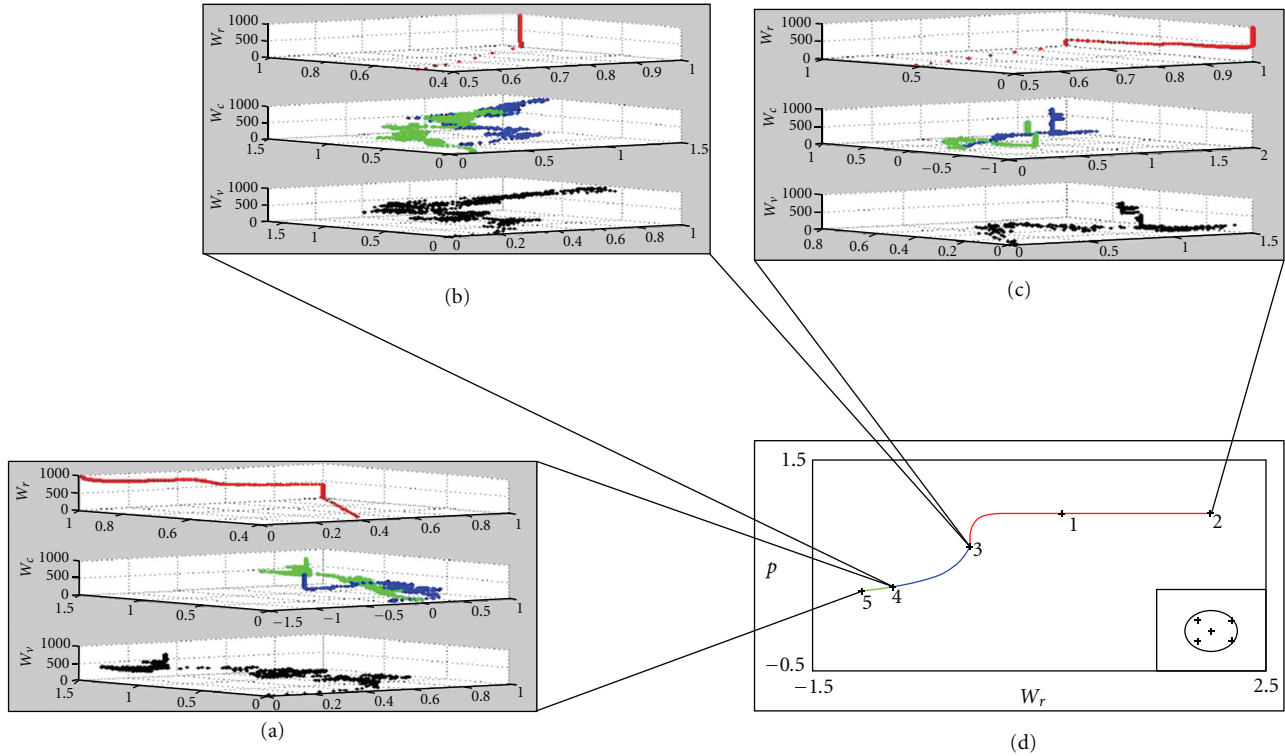 W_r 1000 500 0
1 0.8 0.6 0.4 0.5 0.6 0.7 0.8 0.9 1
W_c 1000 500 0
1.5 1 0.5 0 0 0.5 1 1.5
W_v 1000 500 0
1.5 1 0.5 0 0 0.2 0.4 0.6 0.8 1
(b)
W_r 1000 500 0
1 0.5 0 0.5 0.6 0.7 0.8 0.9 1
W_c 1000 500 0
1 0.5 0 −0.5 −1 0 0.5 1 1.5 2
W_v 1000 500 0
0.8 0.6 0.4 0.2 0 0 0.5 1 1.5
(c)
W_r 1000 500 0
1 0.8 0.6 0.4 0 0.2 0.4 0.6 0.8 1
W_c 1000 500 0
1.5 1 0.5 0 −1.5 −1 −0.5 0
W_v 1000 500 0
1.5 1 0.5 0 0 0.2 0.4 0.6 0.8 1
(a)
1.5
p
−0.5
−1.5
W_r
2.5
1
2
3
4
5
(d)